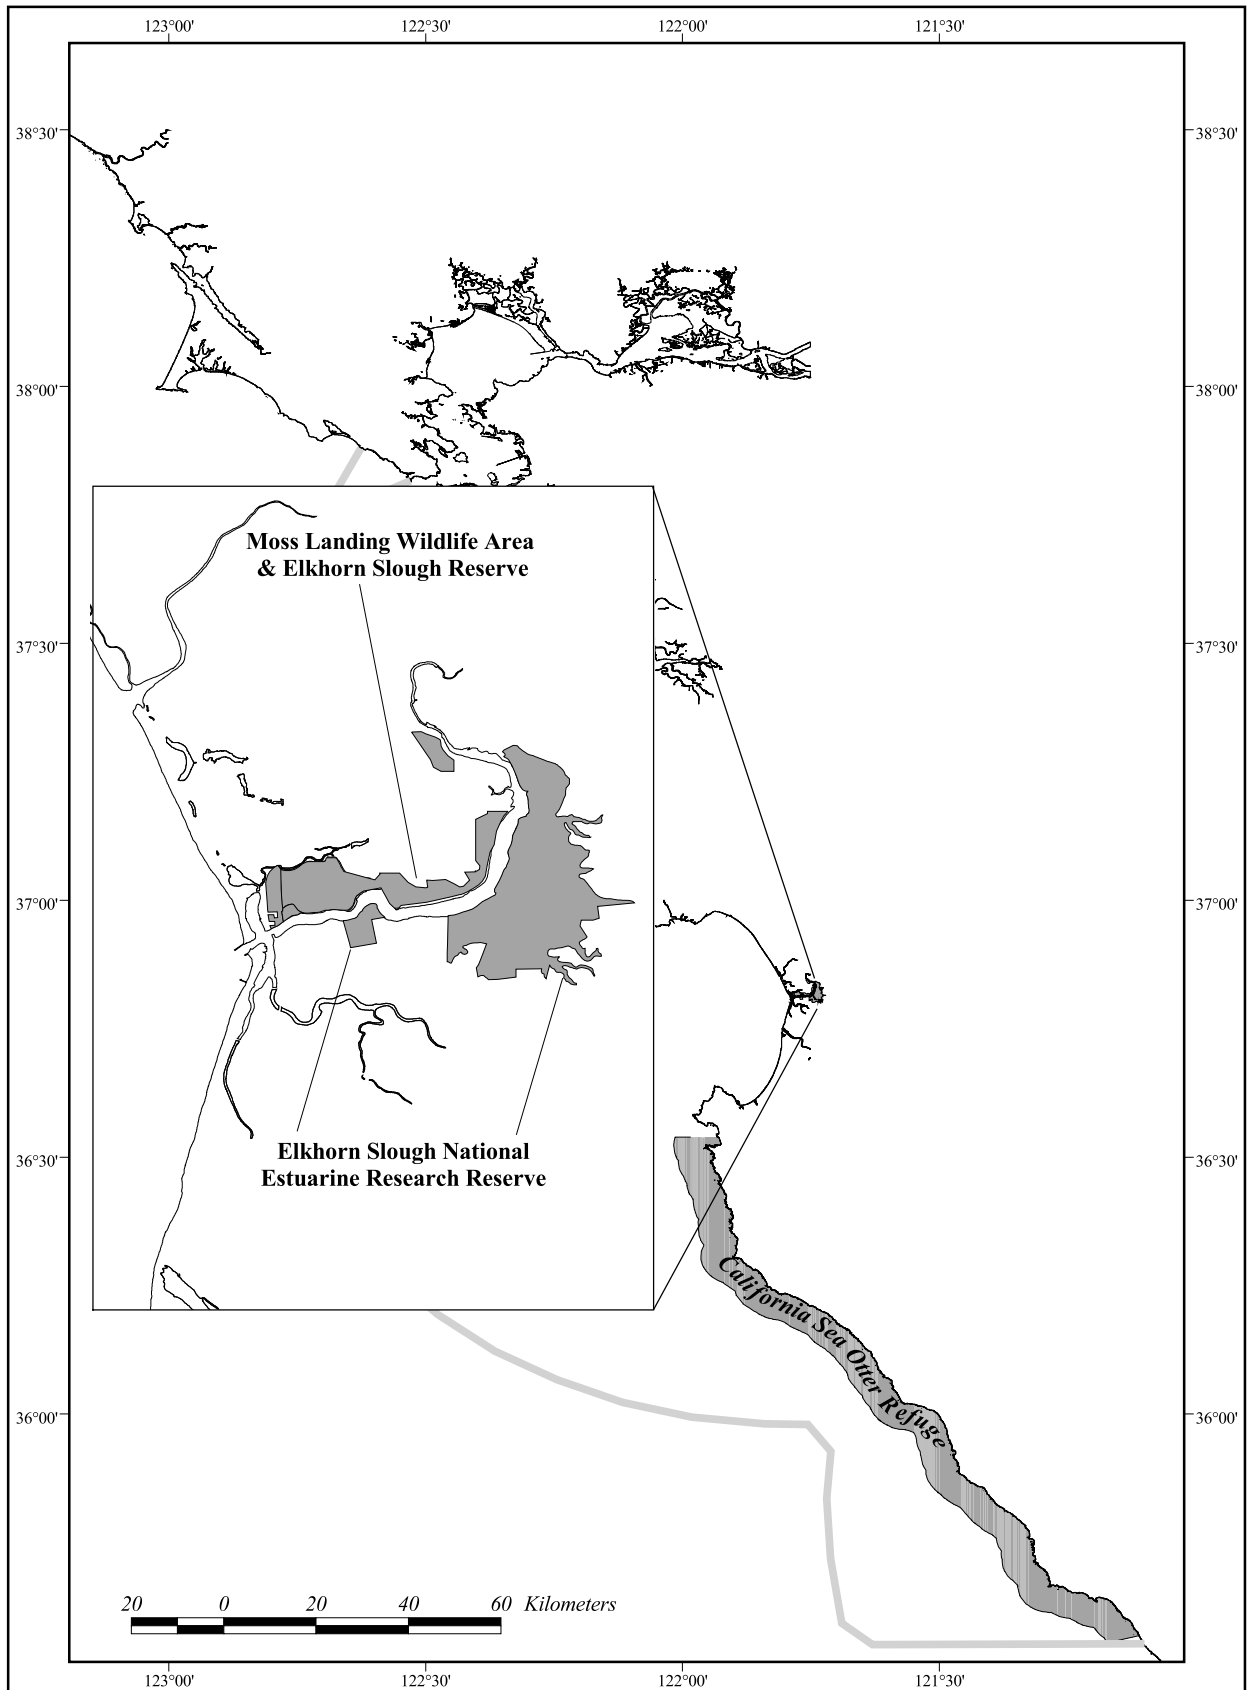 123°00' 122°30' 122°00' 121°30'
38°30' 38°30'
38°00' 38°00'
Moss Landing Wildlife Area
& Elkhorn Slough Reserve
37°30' 37°30'
37°00' 37°00'
36°30' 36°30'
Elkhorn Slough National
Estuarine Research Reserve
California Sea Otter Refuge
36°00' 36°00'
20 0 20 40 60 Kilometers
123°00' 122°30' 122°00' 121°30'